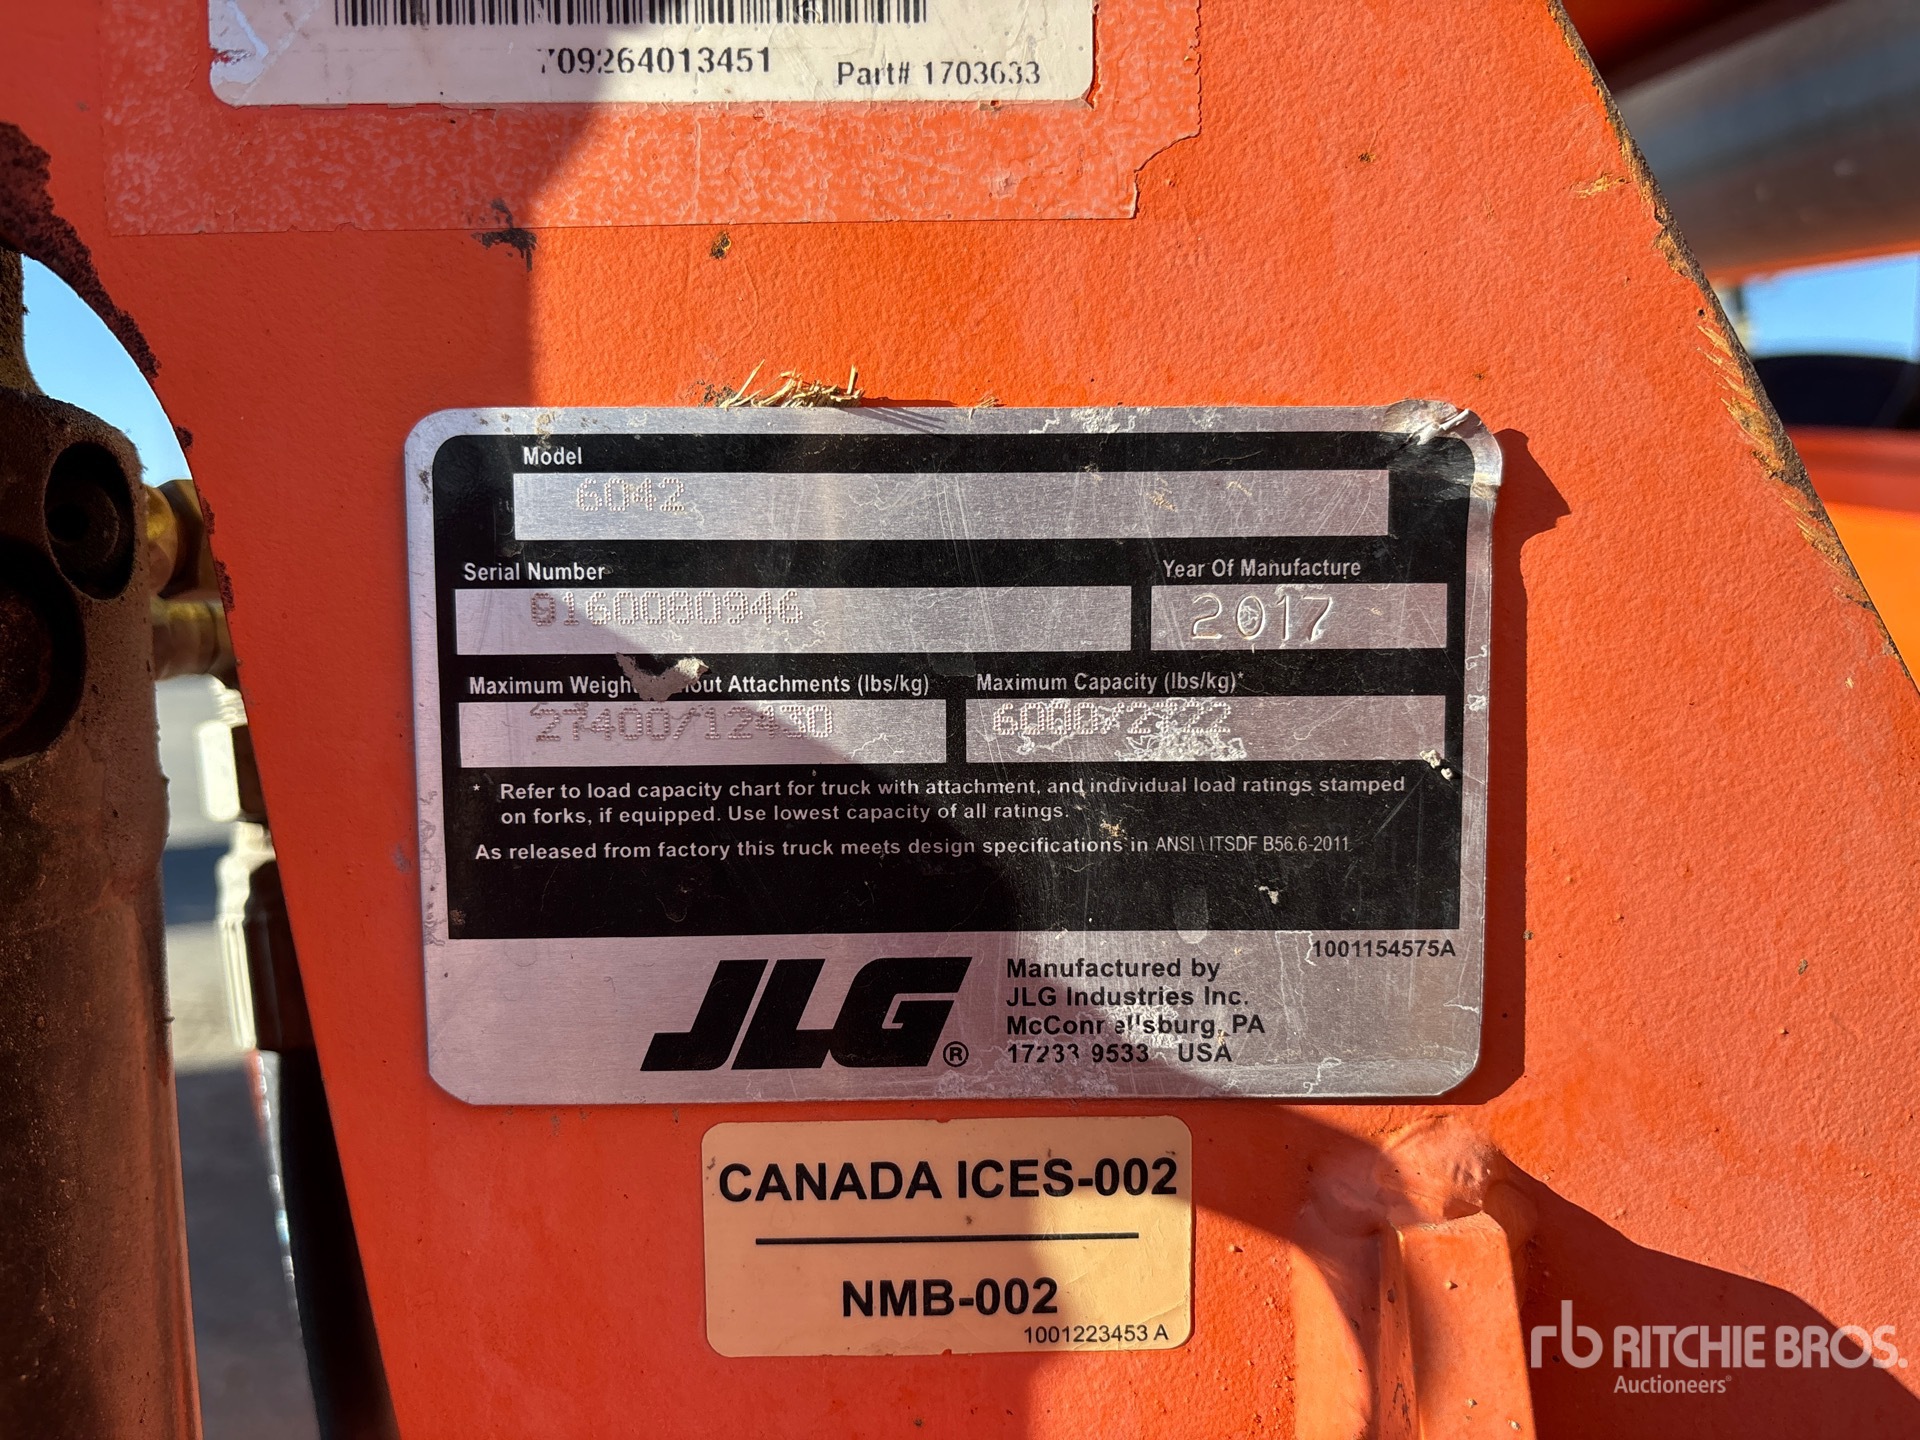 709264013451
Part# 1703633
Model
6042
Serial Number
Year Of Manufacture
0160080946
2017
Maximum Weight Attachments (lbs/kg)
Maximum Capacity (lbs/kg)*
27400/12430
6000/2722
* Refer to load capacity chart for truck with attachment, and individual load ratings stamped
on forks, if equipped. Use lowest capacity of all ratings.
As released from factory this truck meets design specifications in ANSI \ ITSDF B56.6-2011
1001154575A
JLG®
Manufactured by
JLG Industries Inc.
McConnellsburg, PA
17233 9533 USA
CANADA ICES-002
NMB-002
1001223453 A
rb RITCHIE BROS.
Auctioneers